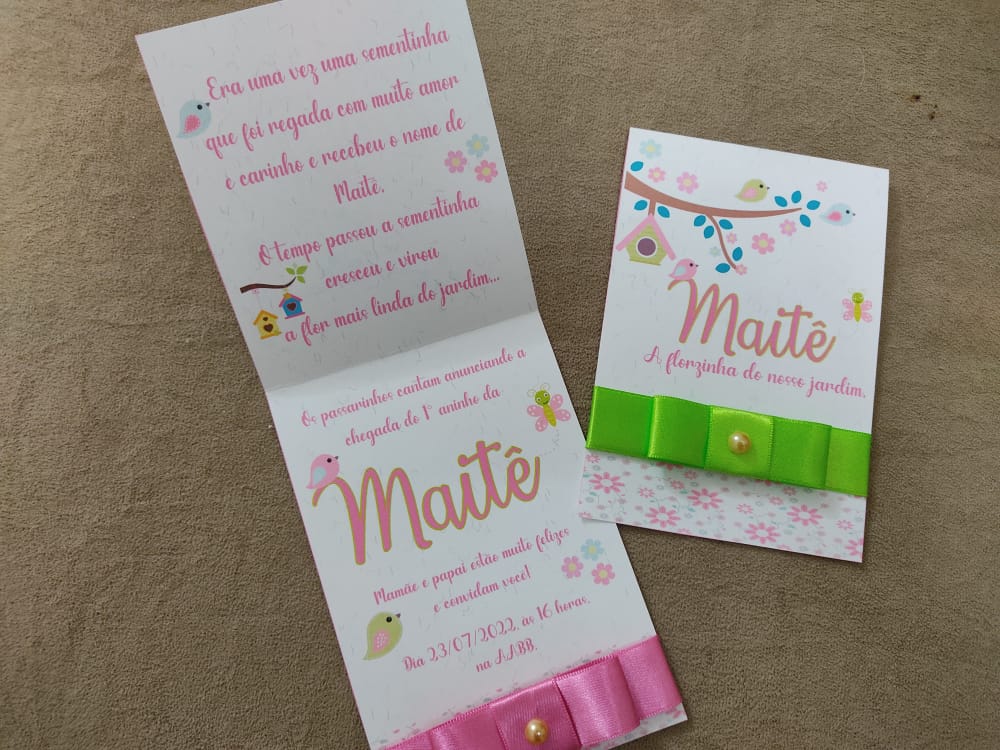 Era uma vez uma sementinha
que foi regada com muito amor
e carinho e recebeu o nome de
Maitê.
O tempo passou a sementinha
cresceu e virou
a flor mais linda do jardim...
Os passarinhos cantam anunciando a
chegada do 1° aninho da
Maitê
Mamãe e papai estão muito felizes
e convidam você!
Dia 23/07/2022, às 16 horas,
na AABB.
Maitê
A florzinha do nosso jardim.